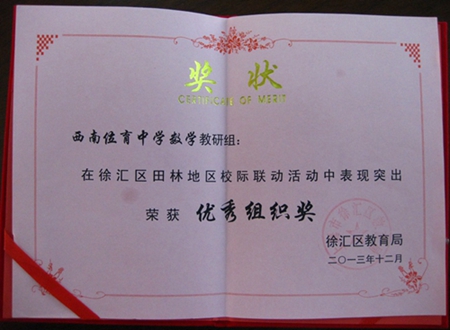 奖状
CERTIFICATE OF MERIT
西南位育中学数学教研组：
在徐汇区田林地区校际联动活动中表现突出
荣获 优秀组织奖
徐汇区教育局
二〇一三年十二月